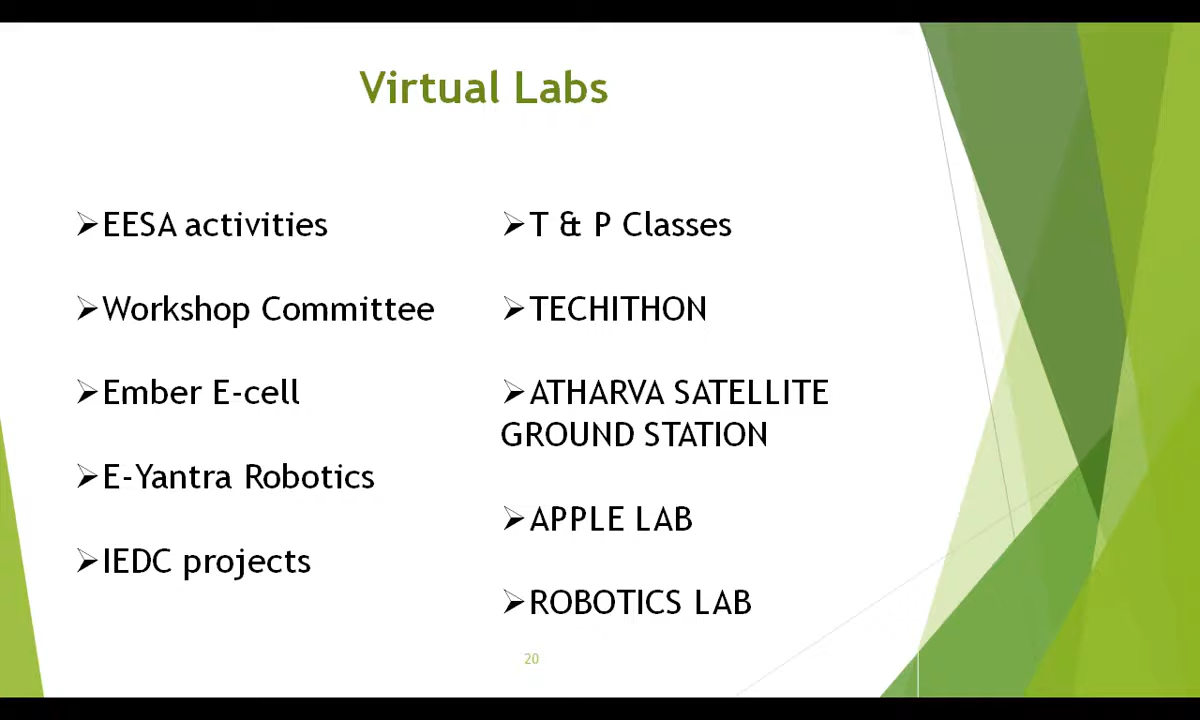 Virtual Labs
➢EESA activities
➢Workshop Committee
➢Ember E-cell
➢E-Yantra Robotics
➢IEDC projects
➢T & P Classes
➢TECHITHON
➢ATHARVA SATELLITE
GROUND STATION
➢APPLE LAB
➢ROBOTICS LAB
20